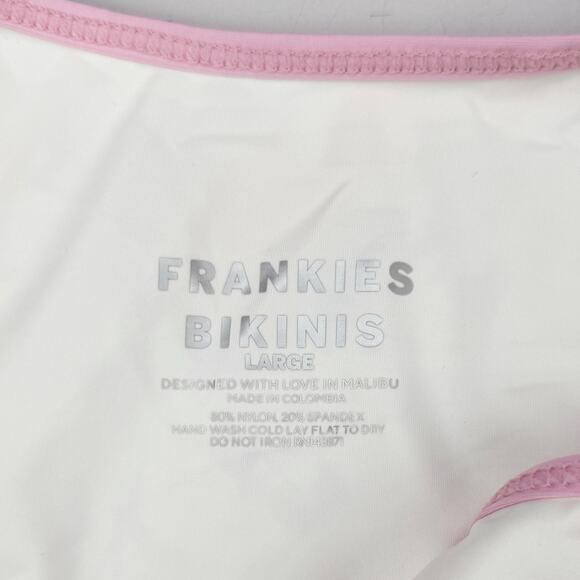 FRANKIES
BIKINIS
LARGE
DESIGNED WITH LOVE IN MALIBU
MADE IN COLOMBIA
80% NYLON, 20% SPANDEX
HAND WASH COLD LAY FLAT TO DRY
DO NOT IRON